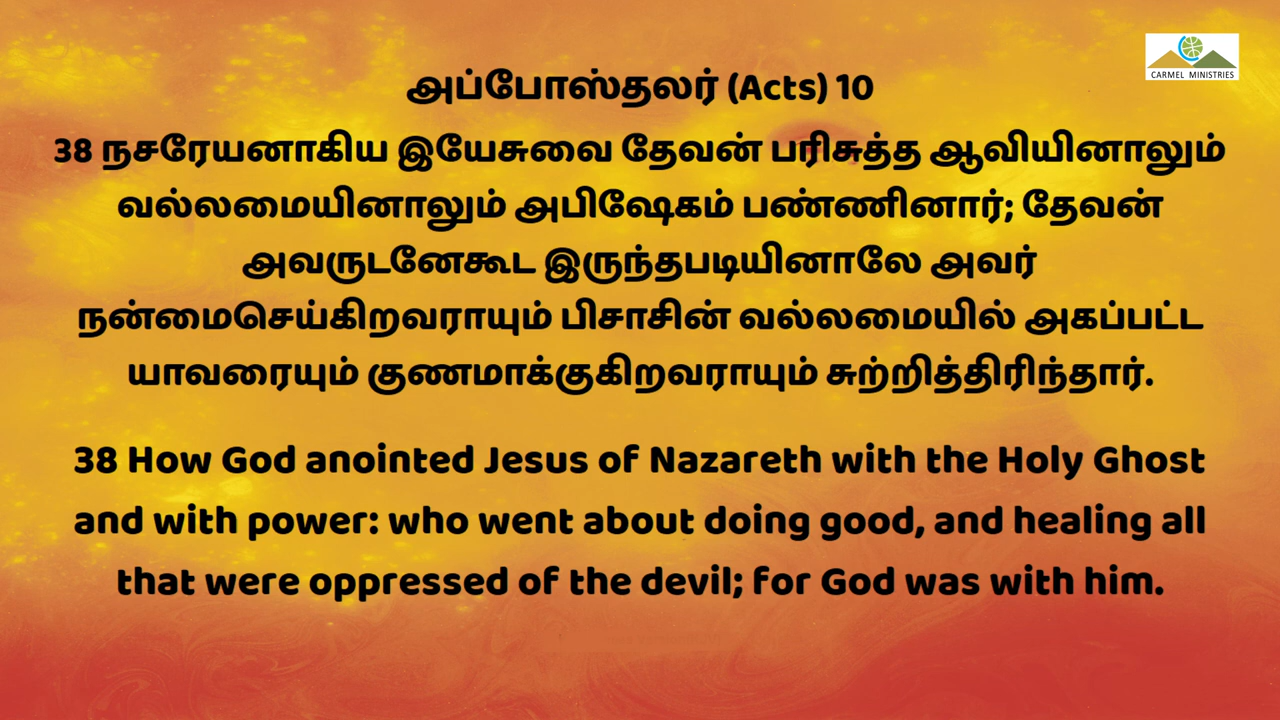 CARMEL MINISTRIES
அப்போஸ்தலர் (Acts) 10
38 நசரேயனாகிய இயேசுவை தேவன் பரிசுத்த ஆவியினாலும்
வல்லமையினாலும் அபிஷேகம் பண்ணினார்; தேவன்
அவருடனேகூட இருந்தபடியினாலே அவர்
நன்மைசெய்கிறவராயும் பிசாசின் வல்லமையில் அகப்பட்ட
யாவரையும் குணமாக்குகிறவராயும் சுற்றித்திரிந்தார்.
38 How God anointed Jesus of Nazareth with the Holy Ghost
and with power: who went about doing good, and healing all
that were oppressed of the devil; for God was with him.